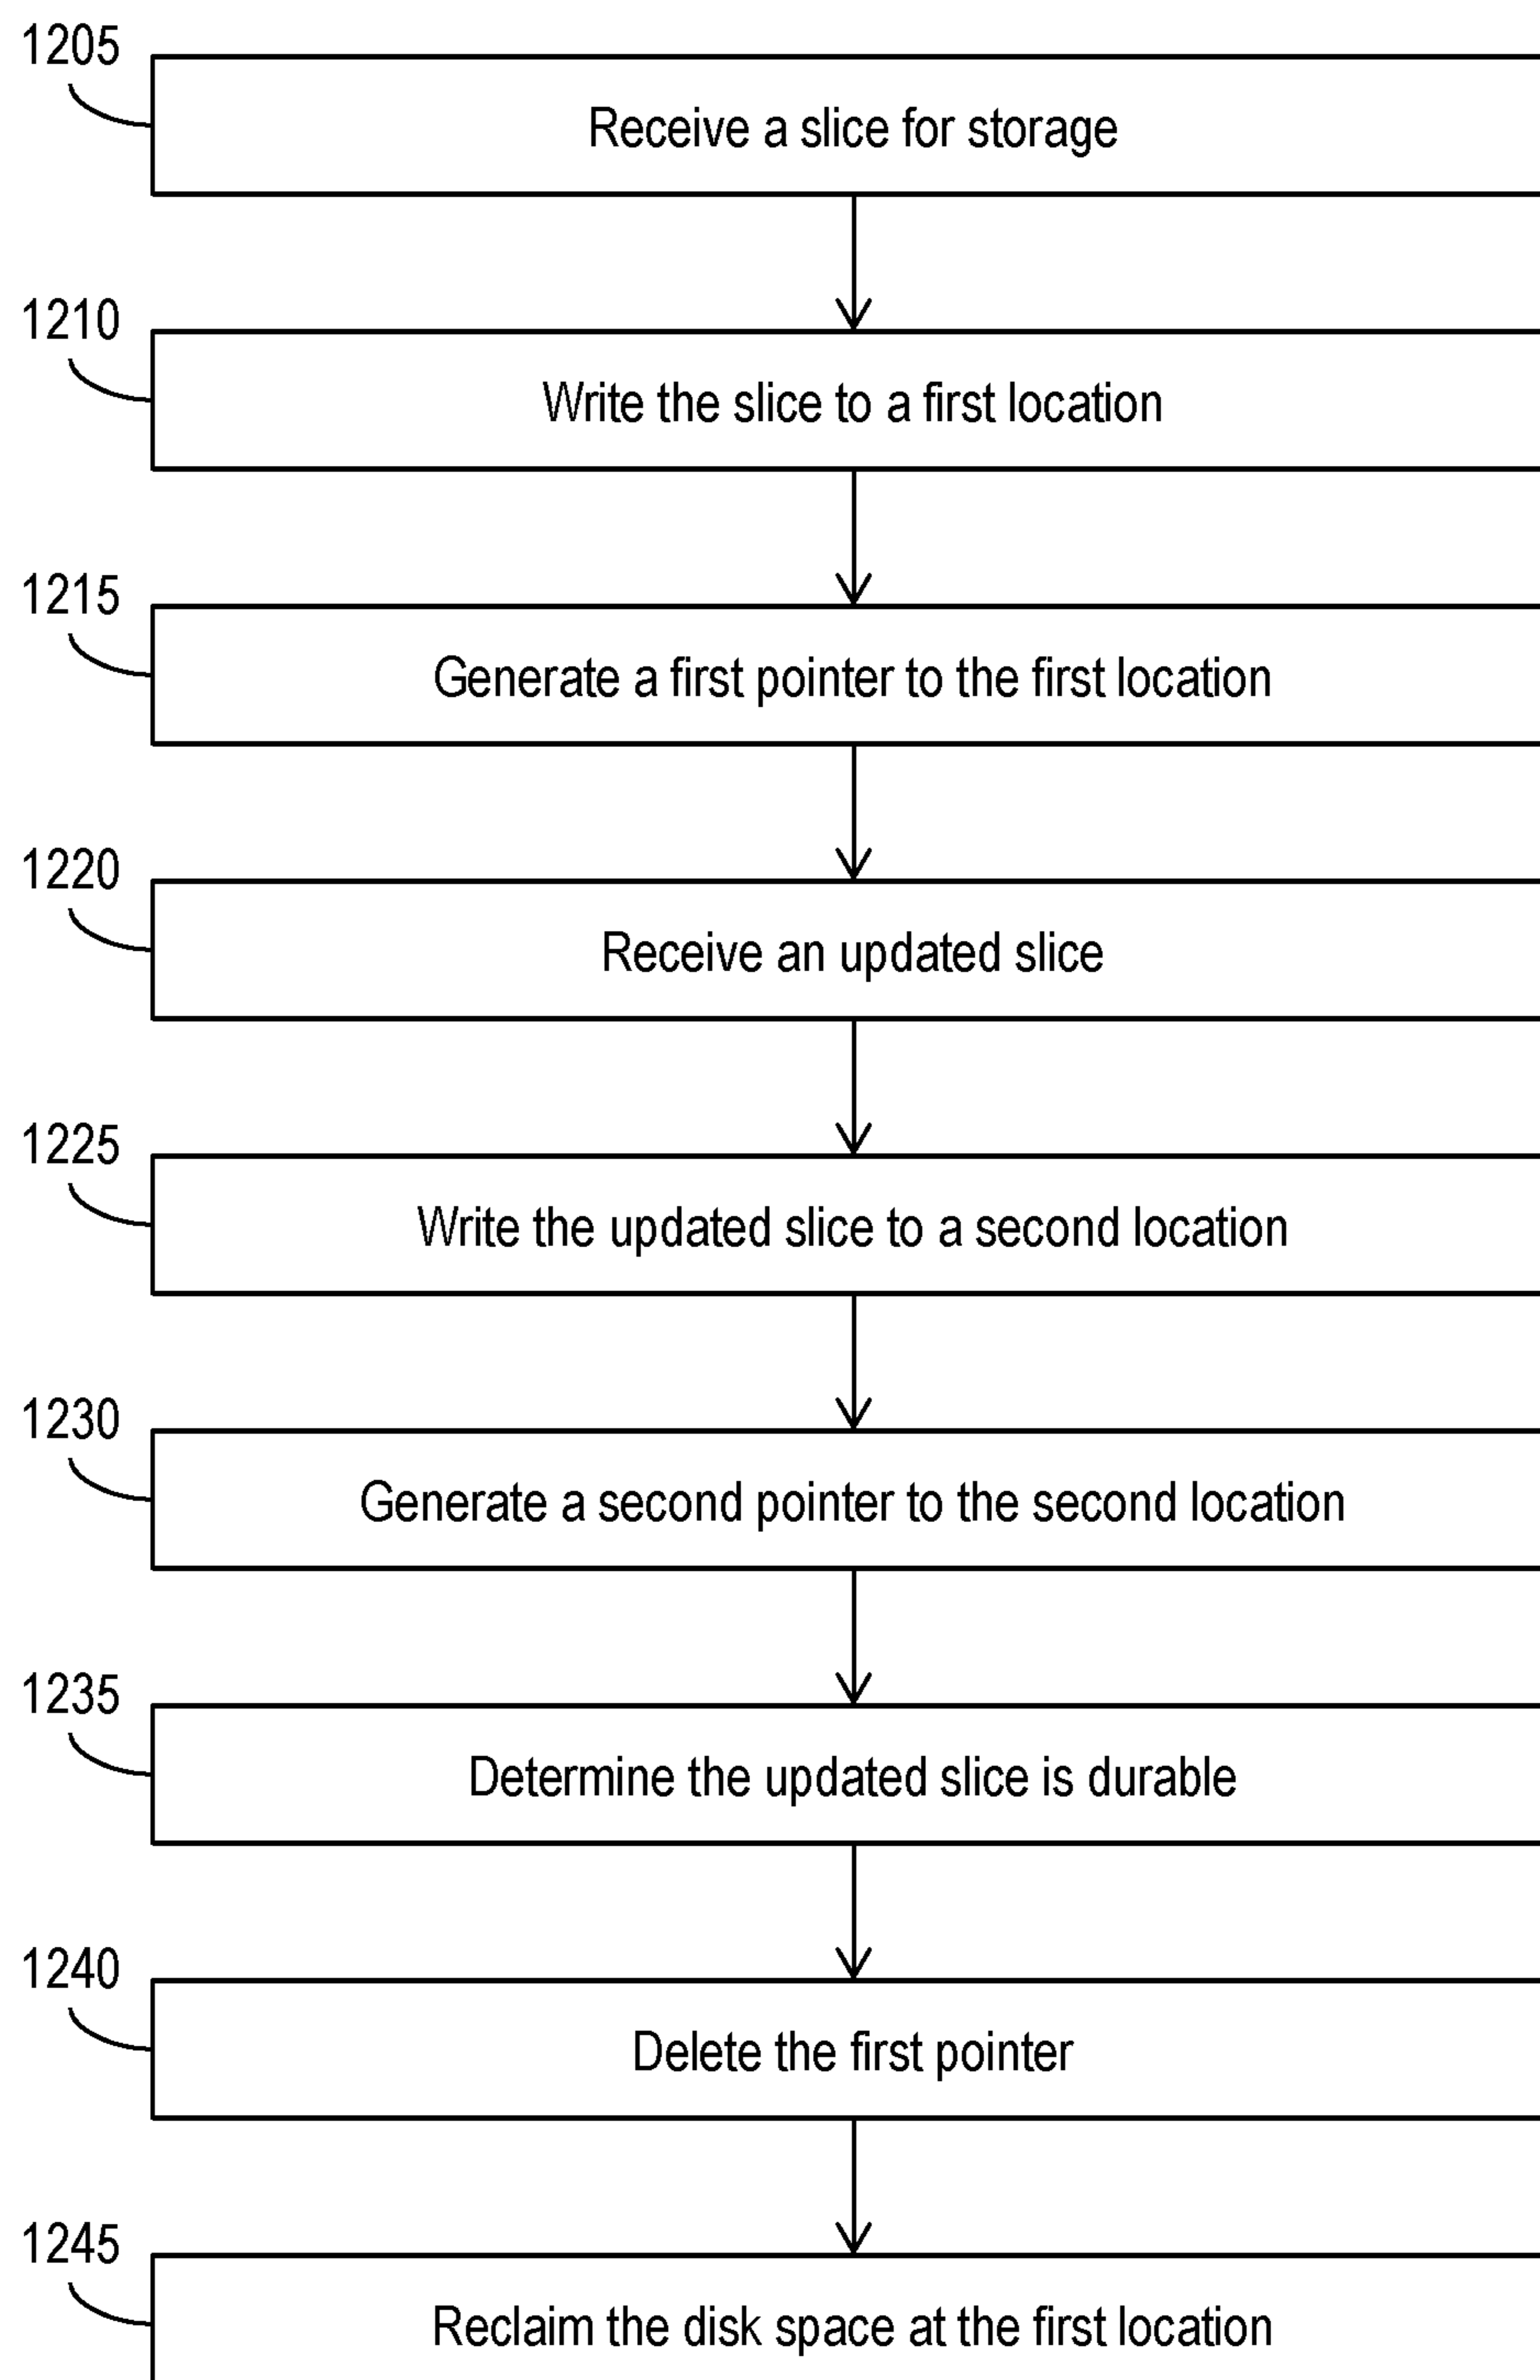 1205
Receive a slice for storage
1210
Write the slice to a first location
1215
Generate a first pointer to the first location
1220
Receive an updated slice
1225
Write the updated slice to a second location
1230
Generate a second pointer to the second location
1235
Determine the updated slice is durable
1240
Delete the first pointer
1245
Reclaim the disk space at the first location